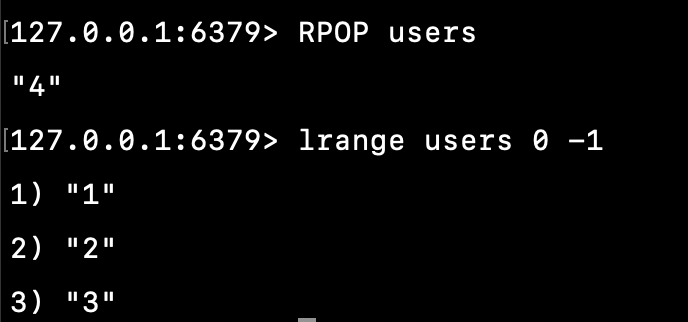 [127.0.0.1:6379> RPOP users
"4"
[127.0.0.1:6379> lrange users 0 -1
1) "1"
2) "2"
3) "3"